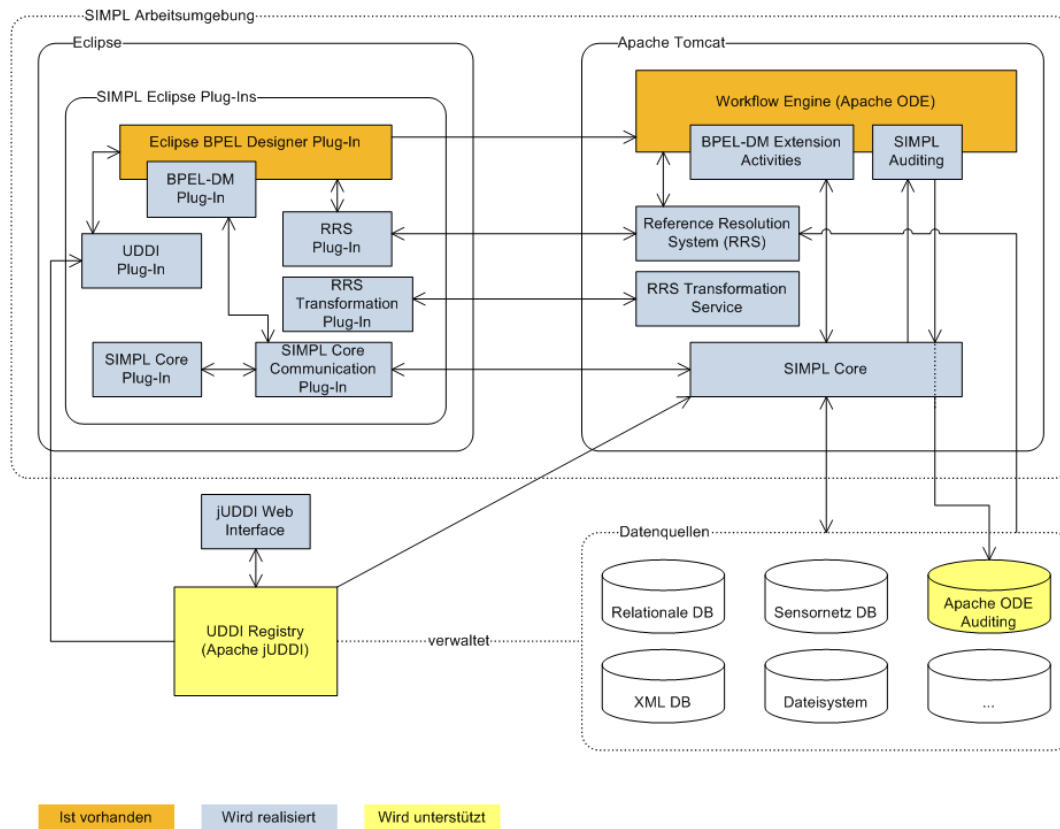 SIMPL Arbeitsumgebung
Eclipse
Apache Tomcat
SIMPL Eclipse Plug-Ins
Eclipse BPEL Designer Plug-In
BPEL-DM
Plug-In
UDDI
Plug-In
RRS
Plug-In
RRS
Transformation
Plug-In
SIMPL Core
Plug-In
SIMPL Core
Communication
Plug-In
Workflow Engine (Apache ODE)
BPEL-DM Extension
Activities
SIMPL
Auditing
Reference Resolution
System (RRS)
RRS Transformation
Service
SIMPL Core
jUDDI Web
Interface
UDDI Registry
(Apache jUDDI)
verwaltet
Datenquellen
Relationale DB
Sensornetz DB
Apache ODE
Auditing
XML DB
Dateisystem
...
Ist vorhanden
Wird realisiert
Wird unterstützt